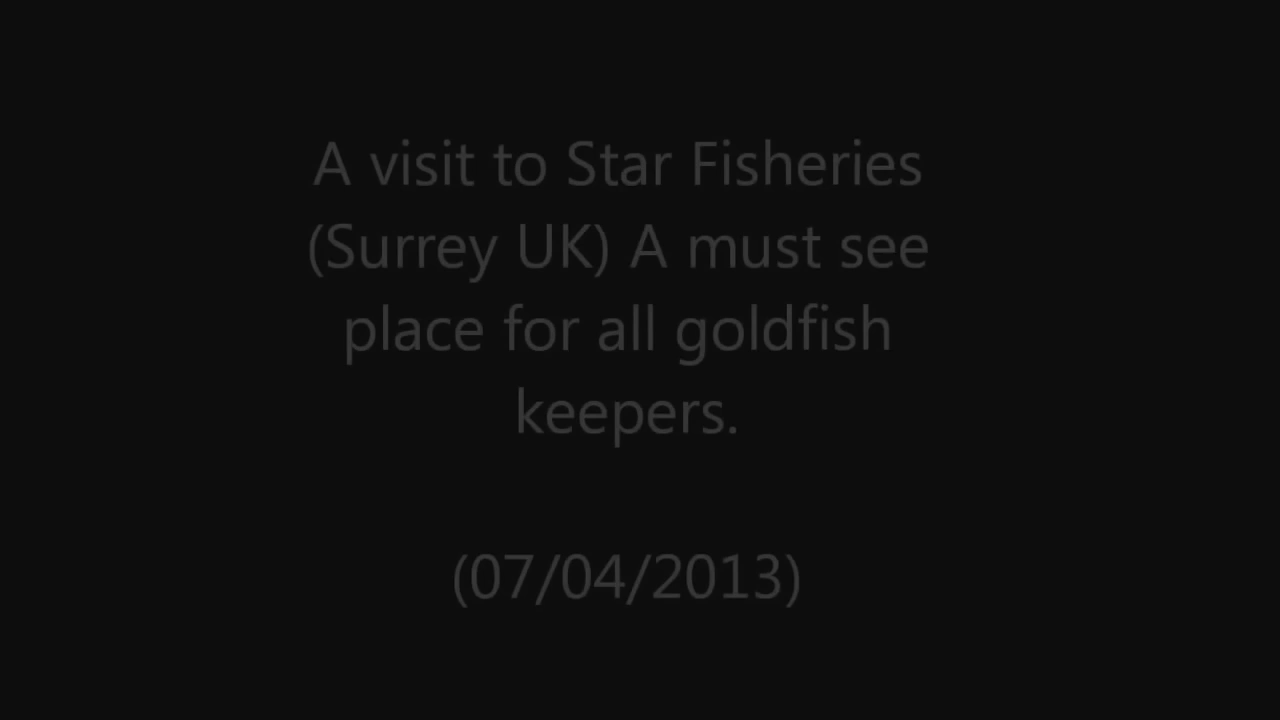 A visit to Star Fisheries
(Surrey UK) A must see
place for all goldfish
keepers.
(07/04/2013)